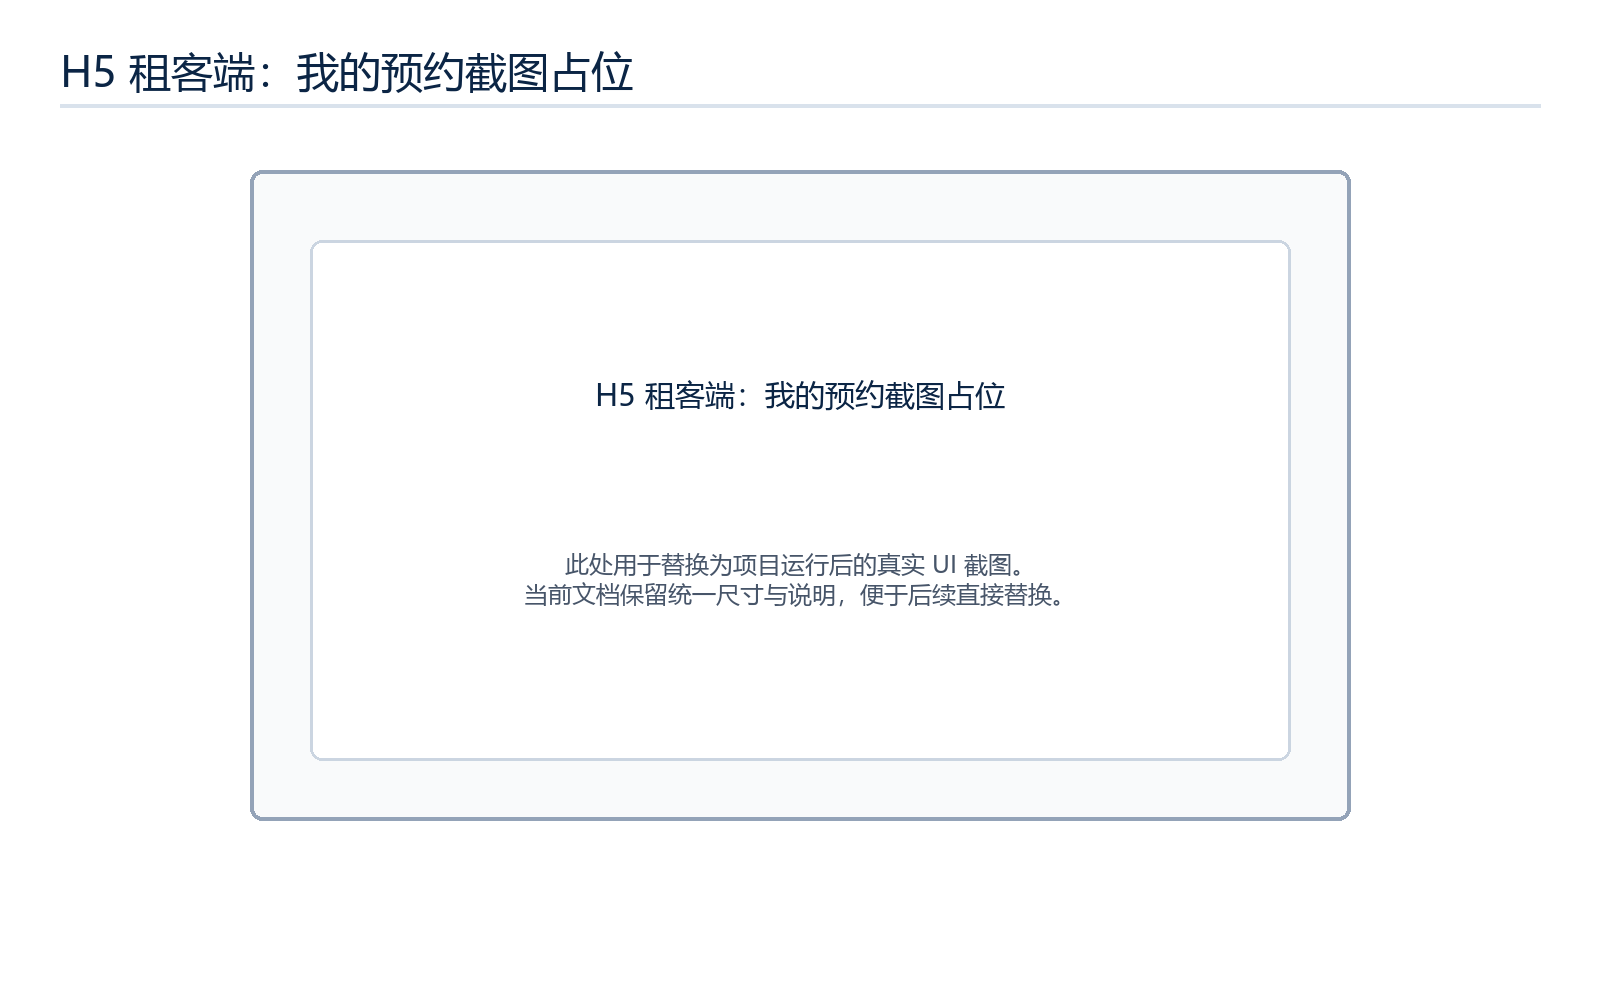 H5 租客端：我的预约截图占位
H5 租客端：我的预约截图占位
此处用于替换为项目运行后的真实 UI 截图。
当前文档保留统一尺寸与说明，便于后续直接替换。